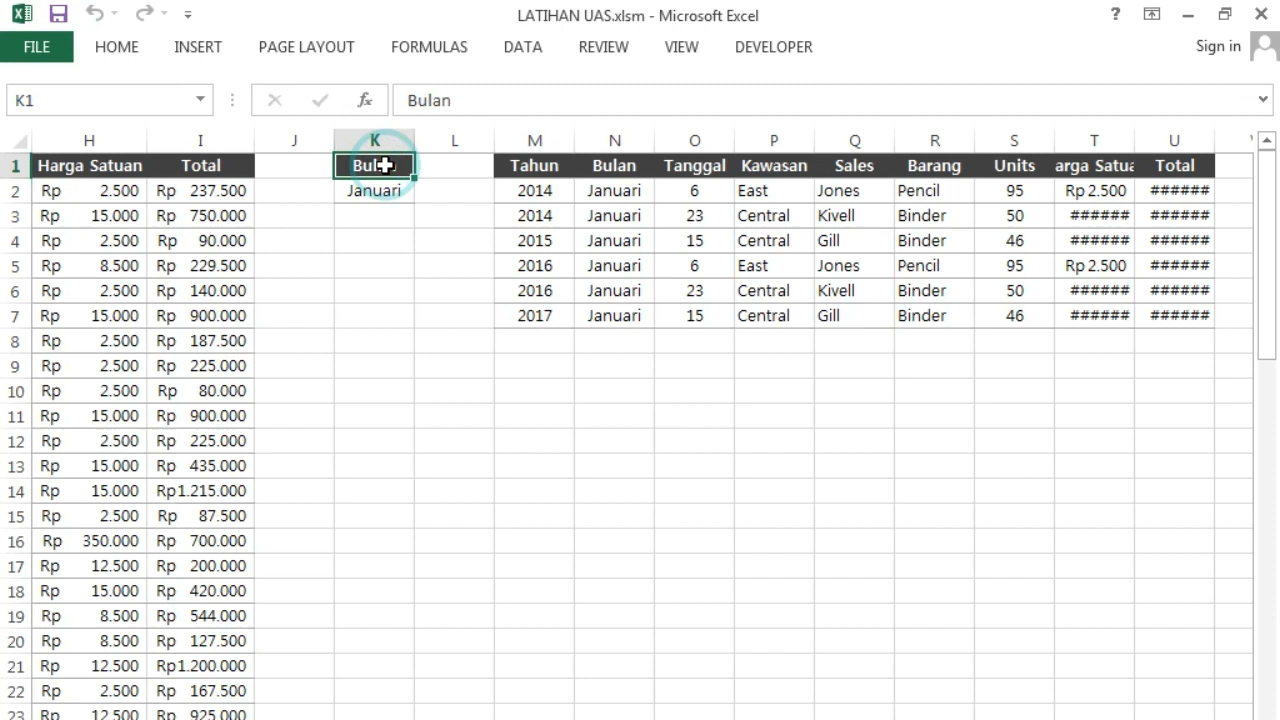 LATIHAN UAS.xlsm - Microsoft Excel
FILE HOME INSERT PAGE LAYOUT FORMULAS DATA REVIEW VIEW DEVELOPER Sign in
K1 fx Bulan
H I J K L M N O P Q R S T U
1 Harga Satuan Total Bulan Tahun Bulan Tanggal Kawasan Sales Barang Units arga Satua Total
2 Rp 2.500 Rp 237.500 Januari 2014 Januari 6 East Jones Pencil 95 Rp 2.500 ######
3 Rp 15.000 Rp 750.000 2014 Januari 23 Central Kivell Binder 50 ###### ######
4 Rp 2.500 Rp 90.000 2015 Januari 15 Central Gill Binder 46 ###### ######
5 Rp 8.500 Rp 229.500 2016 Januari 6 East Jones Pencil 95 Rp 2.500 ######
6 Rp 2.500 Rp 140.000 2016 Januari 23 Central Kivell Binder 50 ###### ######
7 Rp 15.000 Rp 900.000 2017 Januari 15 Central Gill Binder 46 ###### ######
8 Rp 2.500 Rp 187.500
9 Rp 2.500 Rp 225.000
10 Rp 2.500 Rp 80.000
11 Rp 15.000 Rp 900.000
12 Rp 2.500 Rp 225.000
13 Rp 15.000 Rp 435.000
14 Rp 15.000 Rp1.215.000
15 Rp 2.500 Rp 87.500
16 Rp 350.000 Rp 700.000
17 Rp 12.500 Rp 200.000
18 Rp 15.000 Rp 420.000
19 Rp 8.500 Rp 544.000
20 Rp 8.500 Rp 127.500
21 Rp 12.500 Rp1.200.000
22 Rp 2.500 Rp 167.500
23 Rp 12.500 Rp 925.000